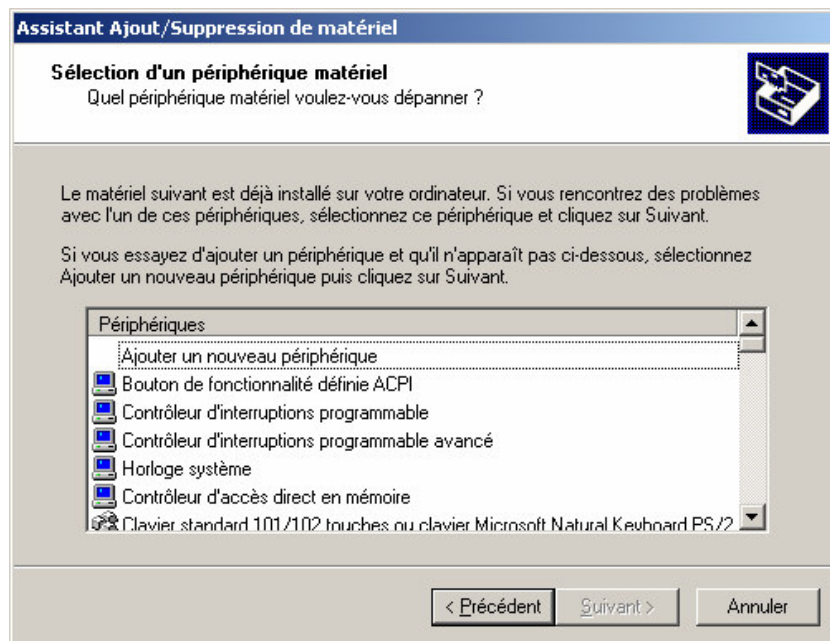 Assistant Ajout/Suppression de matériel
Sélection d'un périphérique matériel
Quel périphérique matériel voulez-vous dépanner ?
Le matériel suivant est déjà installé sur votre ordinateur. Si vous rencontrez des problèmes
avec l'un de ces périphériques, sélectionnez ce périphérique et cliquez sur Suivant.
Si vous essayez d'ajouter un périphérique et qu'il n'apparaît pas ci-dessous, sélectionnez
Ajouter un nouveau périphérique puis cliquez sur Suivant.
Périphériques
Ajouter un nouveau périphérique
Bouton de fonctionnalité définie ACPI
Contrôleur d'interruptions programmable
Contrôleur d'interruptions programmable avancé
Horloge système
Contrôleur d'accès direct en mémoire
Clavier standard 101/102 touches ou clavier Microsoft Natural Keyboard PS/2
< Précédent Suivant > Annuler